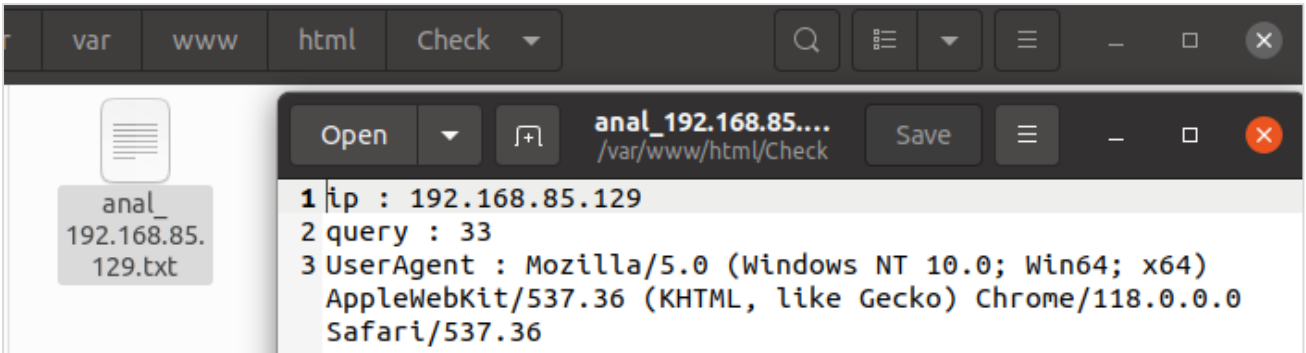 var www html Check
anal_
192.168.85.
129.txt
Open
anal_192.168.85....
/var/www/html/Check
Save
1 ip : 192.168.85.129
2 query : 33
3 UserAgent : Mozilla/5.0 (Windows NT 10.0; Win64; x64)
AppleWebKit/537.36 (KHTML, like Gecko) Chrome/118.0.0.0
Safari/537.36